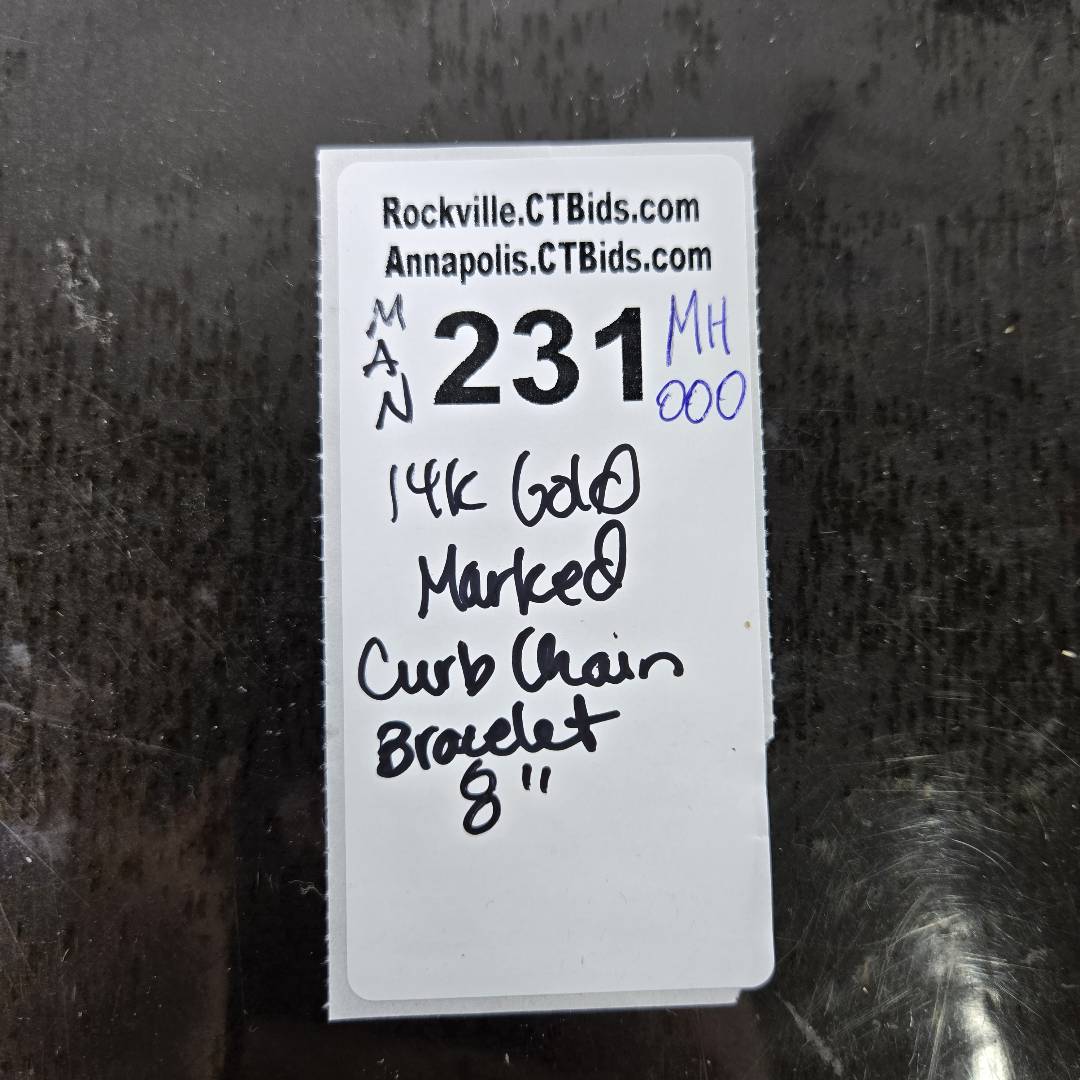 Rockville.CTBids.com
Annapolis.CTBids.com
MAN 231 MH
000
14k Gold
Marked
Curb Chain
Bracelet
8"